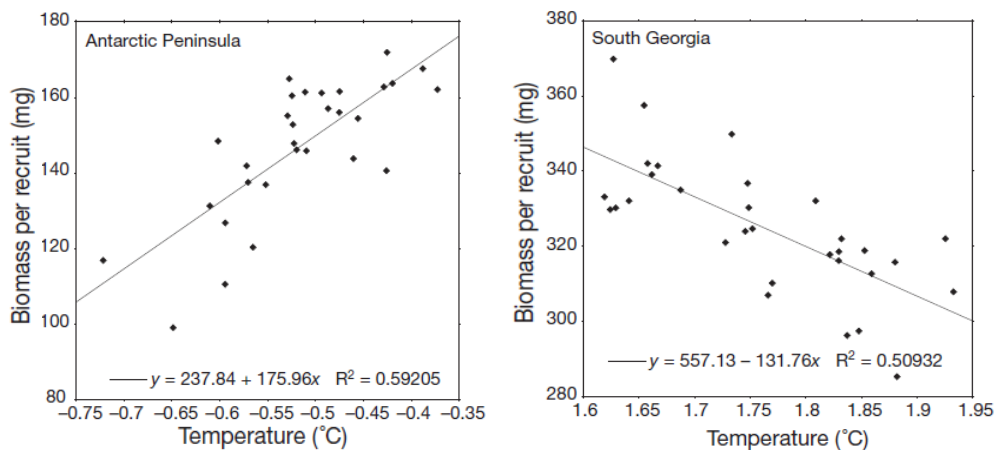 Antarctic Peninsula
Biomass per recruit (mg)
180
160
140
120
100
80
y = 237.84 + 175.96x R² = 0.59205
–0.75 –0.7 –0.65 –0.6 –0.55 –0.5 –0.45 –0.4 –0.35
Temperature (˚C)
South Georgia
Biomass per recruit (mg)
380
360
340
320
300
280
y = 557.13 – 131.76x R² = 0.50932
1.6 1.65 1.7 1.75 1.8 1.85 1.9 1.95
Temperature (˚C)